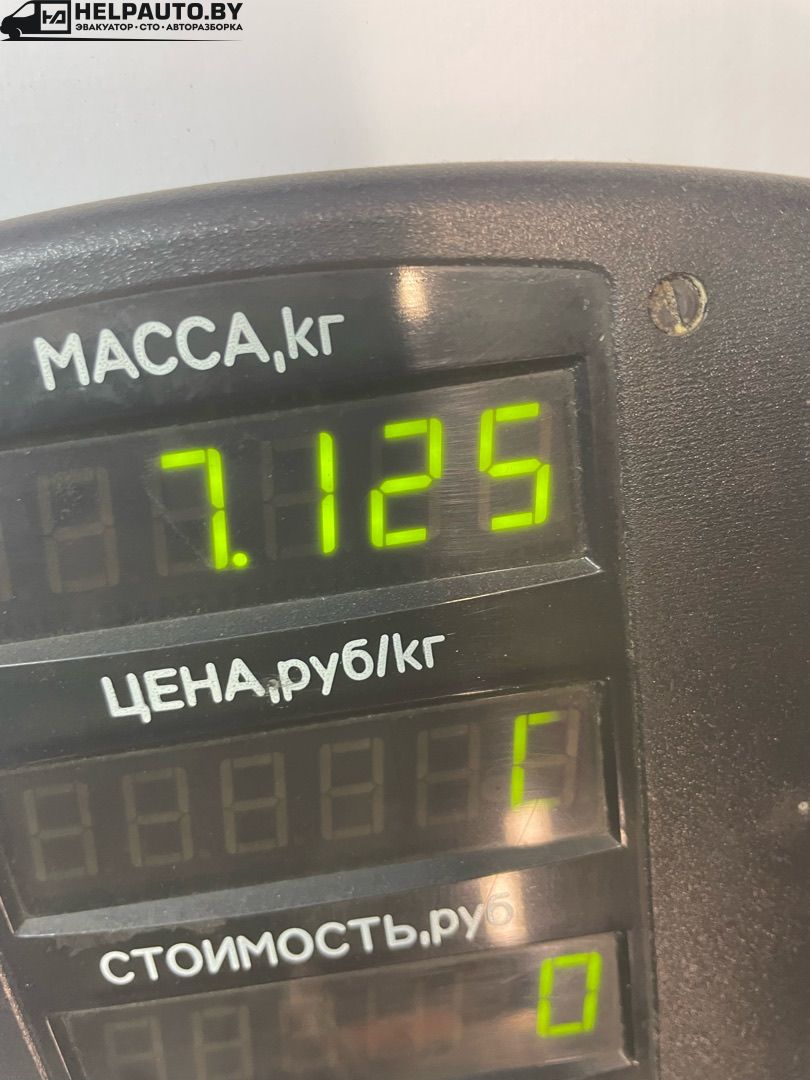 HELPAUTO.BY
ЭВАКУАТОР • СТО • АВТОРАЗБОРКА
МАССА,кг
7.125
ЦЕНА,руб/кг
СТОИМОСТЬ,руб
0